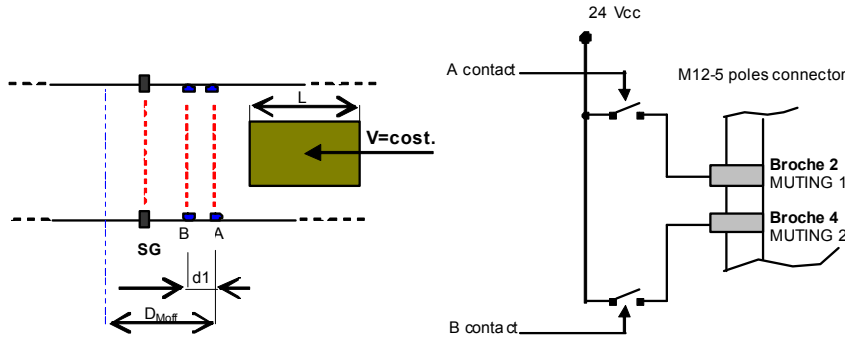 24 Vcc
A contact
M12-5 poles connector
L
V=cost.
Broche 2
MUTING 1
Broche 4
MUTING 2
B
A
SG
d1
DMoff
B contact